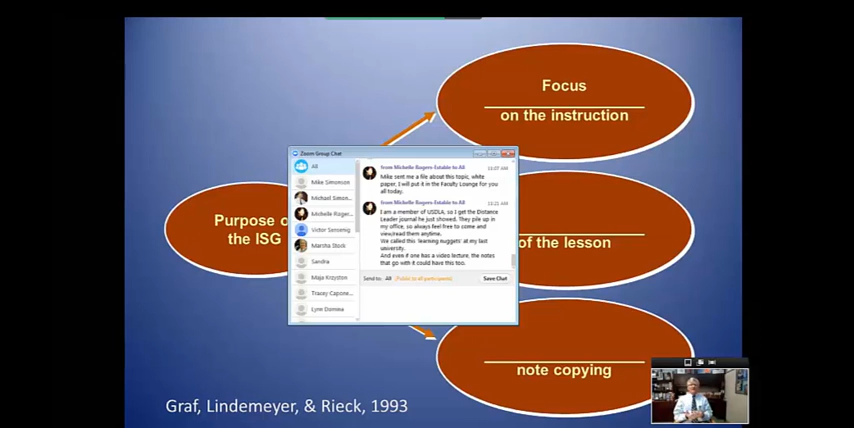 Focus
on the instruction
Purpose o
the ISG
of the lesson
note copying
Graf, Lindemeyer, & Rieck, 1993
Zoom Group Chat
All
Mike Simonson
Michael Simon...
Michelle Roger...
Victor Sensenig
Marsha Stock
Sandra
Maja Krzyston
Tracey Capone...
Lynn Domina
from Michelle Rogers-Estable to All
11:07 AM
Mike sent me a file about this topic, white
paper, I will put it in the Faculty Lounge for you
all today.
from Michelle Rogers-Estable to All
11:21 AM
I am a member of USDLA, so I get the Distance
Leader journal he just showed. They pile up in
my office, so always feel free to come and
view/read them anytime.
We called this 'learning nuggets' at my last
university.
And even if one has a video lecture, the notes
that go with it could have this too.
Send to: All (Public to all participants)
Save Chat